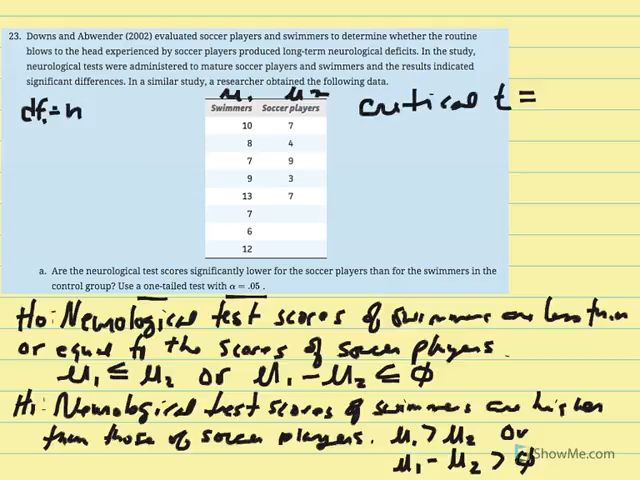 23. Downs and Abwender (2002) evaluated soccer players and swimmers to determine whether the routine
blows to the head experienced by soccer players produced long-term neurological deficits. In the study,
neurological tests were administered to mature soccer players and swimmers and the results indicated
significant differences. In a similar study, a researcher obtained the following data.
μ₁ μ₂
df₁ = n
critical t =
Swimmers Soccer players
10 7
8 4
7 9
9 3
13 7
7
6
12
a. Are the neurological test scores significantly lower for the soccer players than for the swimmers in the
control group? Use a one-tailed test with α = .05 .
Ho: Neurological test scores of swimmers are less than
or equal to the scores of soccer players.
μ₁ ≤ μ₂ or μ₁ - μ₂ ≤ φ
H1: Neurological test scores of swimmers are higher
than those of soccer players. μ₁ > μ₂ or
μ₁ - μ₂ > φ
ShowMe.com